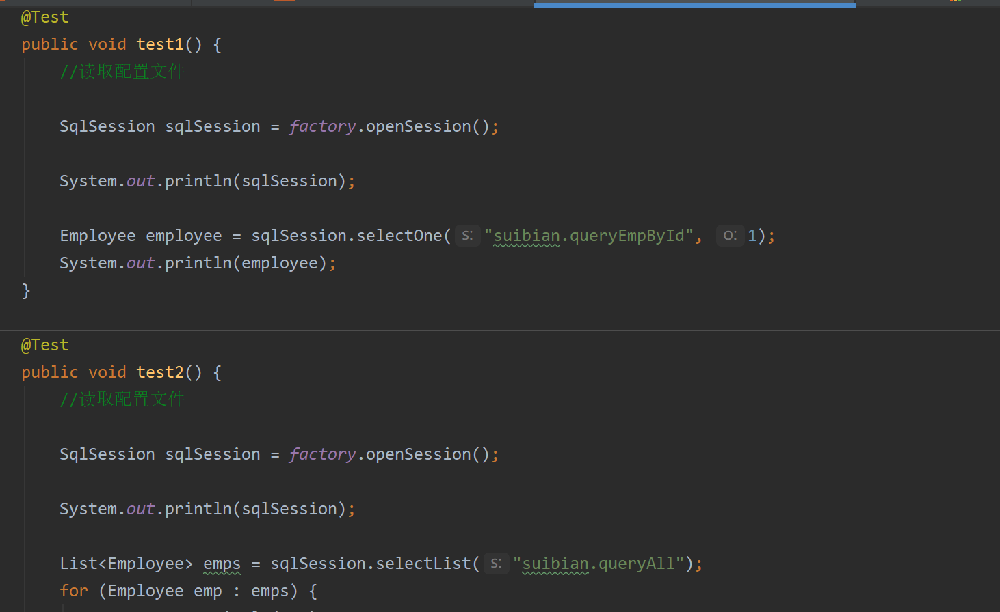 @Test
public void test1() {
//读取配置文件
SqlSession sqlSession = factory.openSession();
System.out.println(sqlSession);
Employee employee = sqlSession.selectOne( s: "suibian.queryEmpById", o: 1);
System.out.println(employee);
}
@Test
public void test2() {
//读取配置文件
SqlSession sqlSession = factory.openSession();
System.out.println(sqlSession);
List<Employee> emps = sqlSession.selectList( s: "suibian.queryAll");
for (Employee emp : emps) {